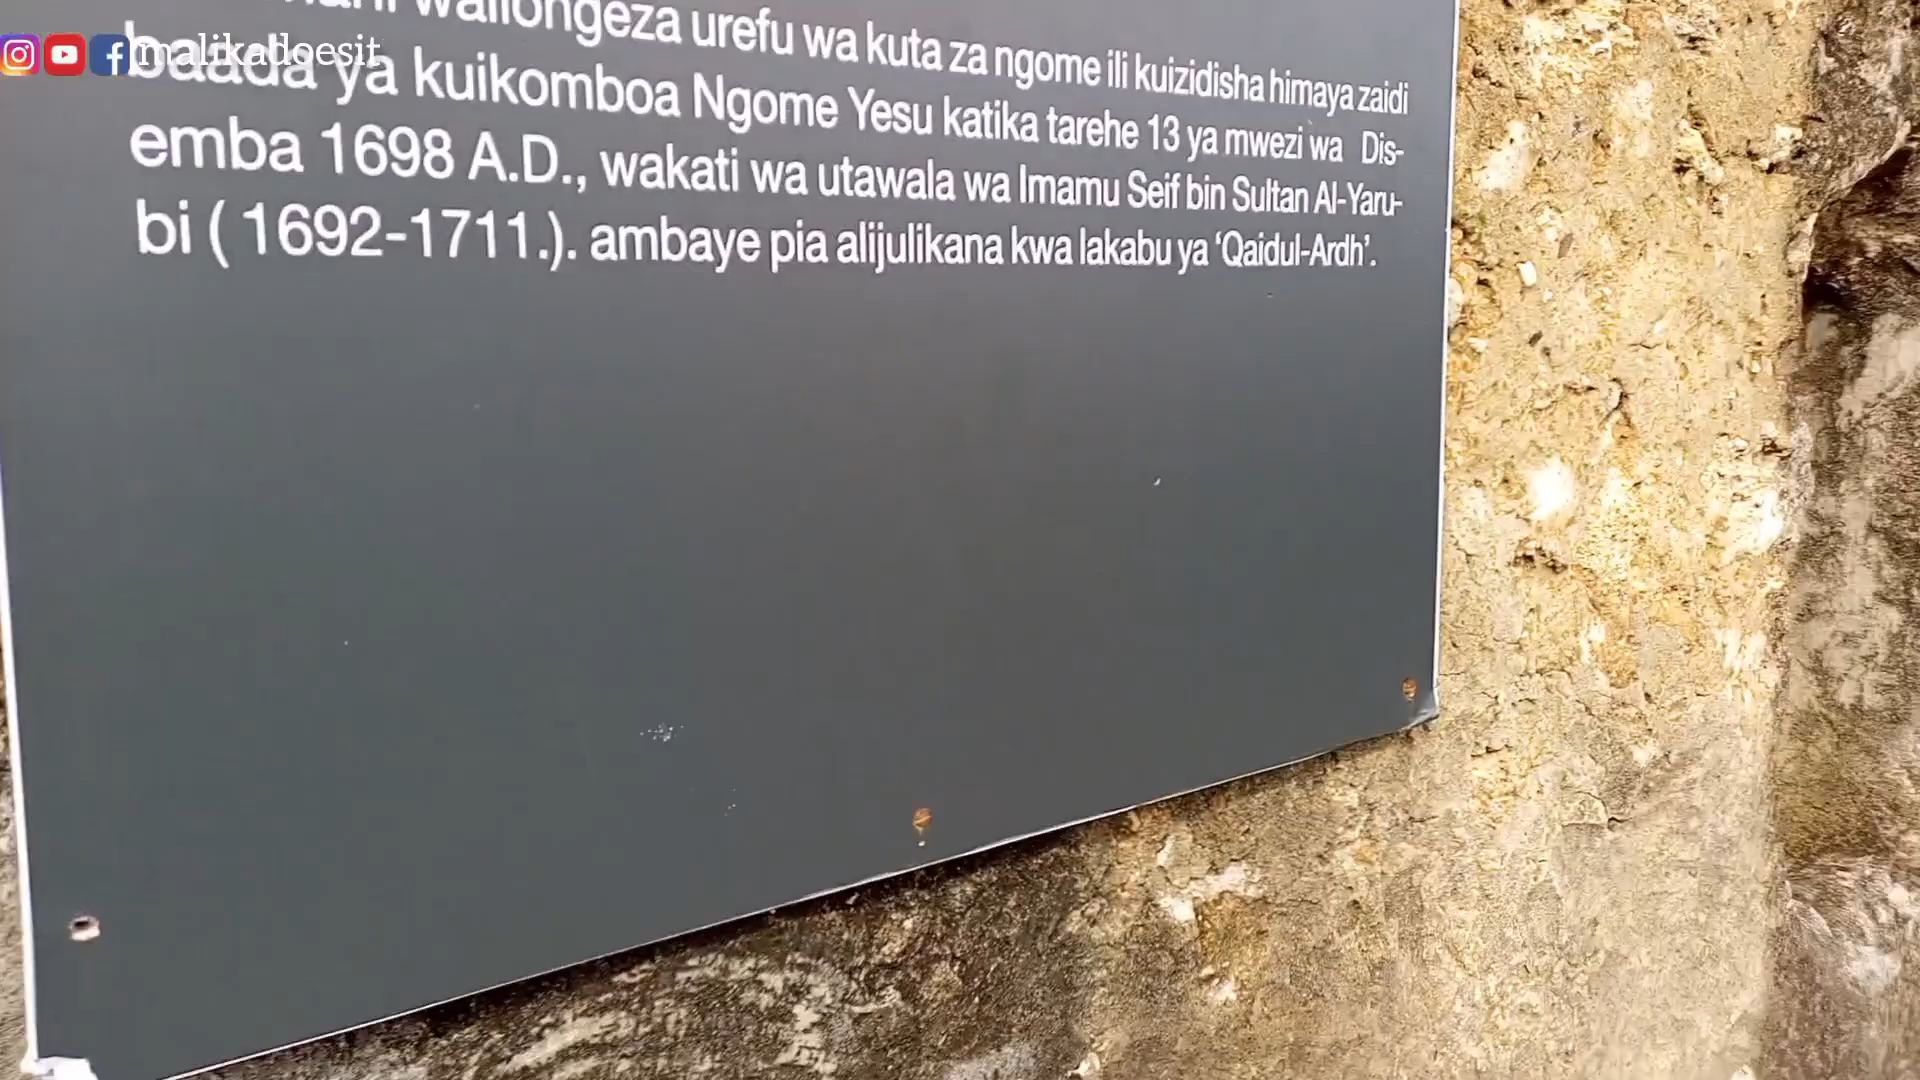 waliongeza urefu wa kuta za ngome ili kuizidisha himaya zaidi
malikadoesit
baada ya kuikomboa Ngome Yesu katika tarehe 13 ya mwezi wa Dis-
emba 1698 A.D., wakati wa utawala wa Imamu Seif bin Sultan Al-Yaru-
bi ( 1692-1711.). ambaye pia alijulikana kwa lakabu ya ‘Qaidul-Ardh’.